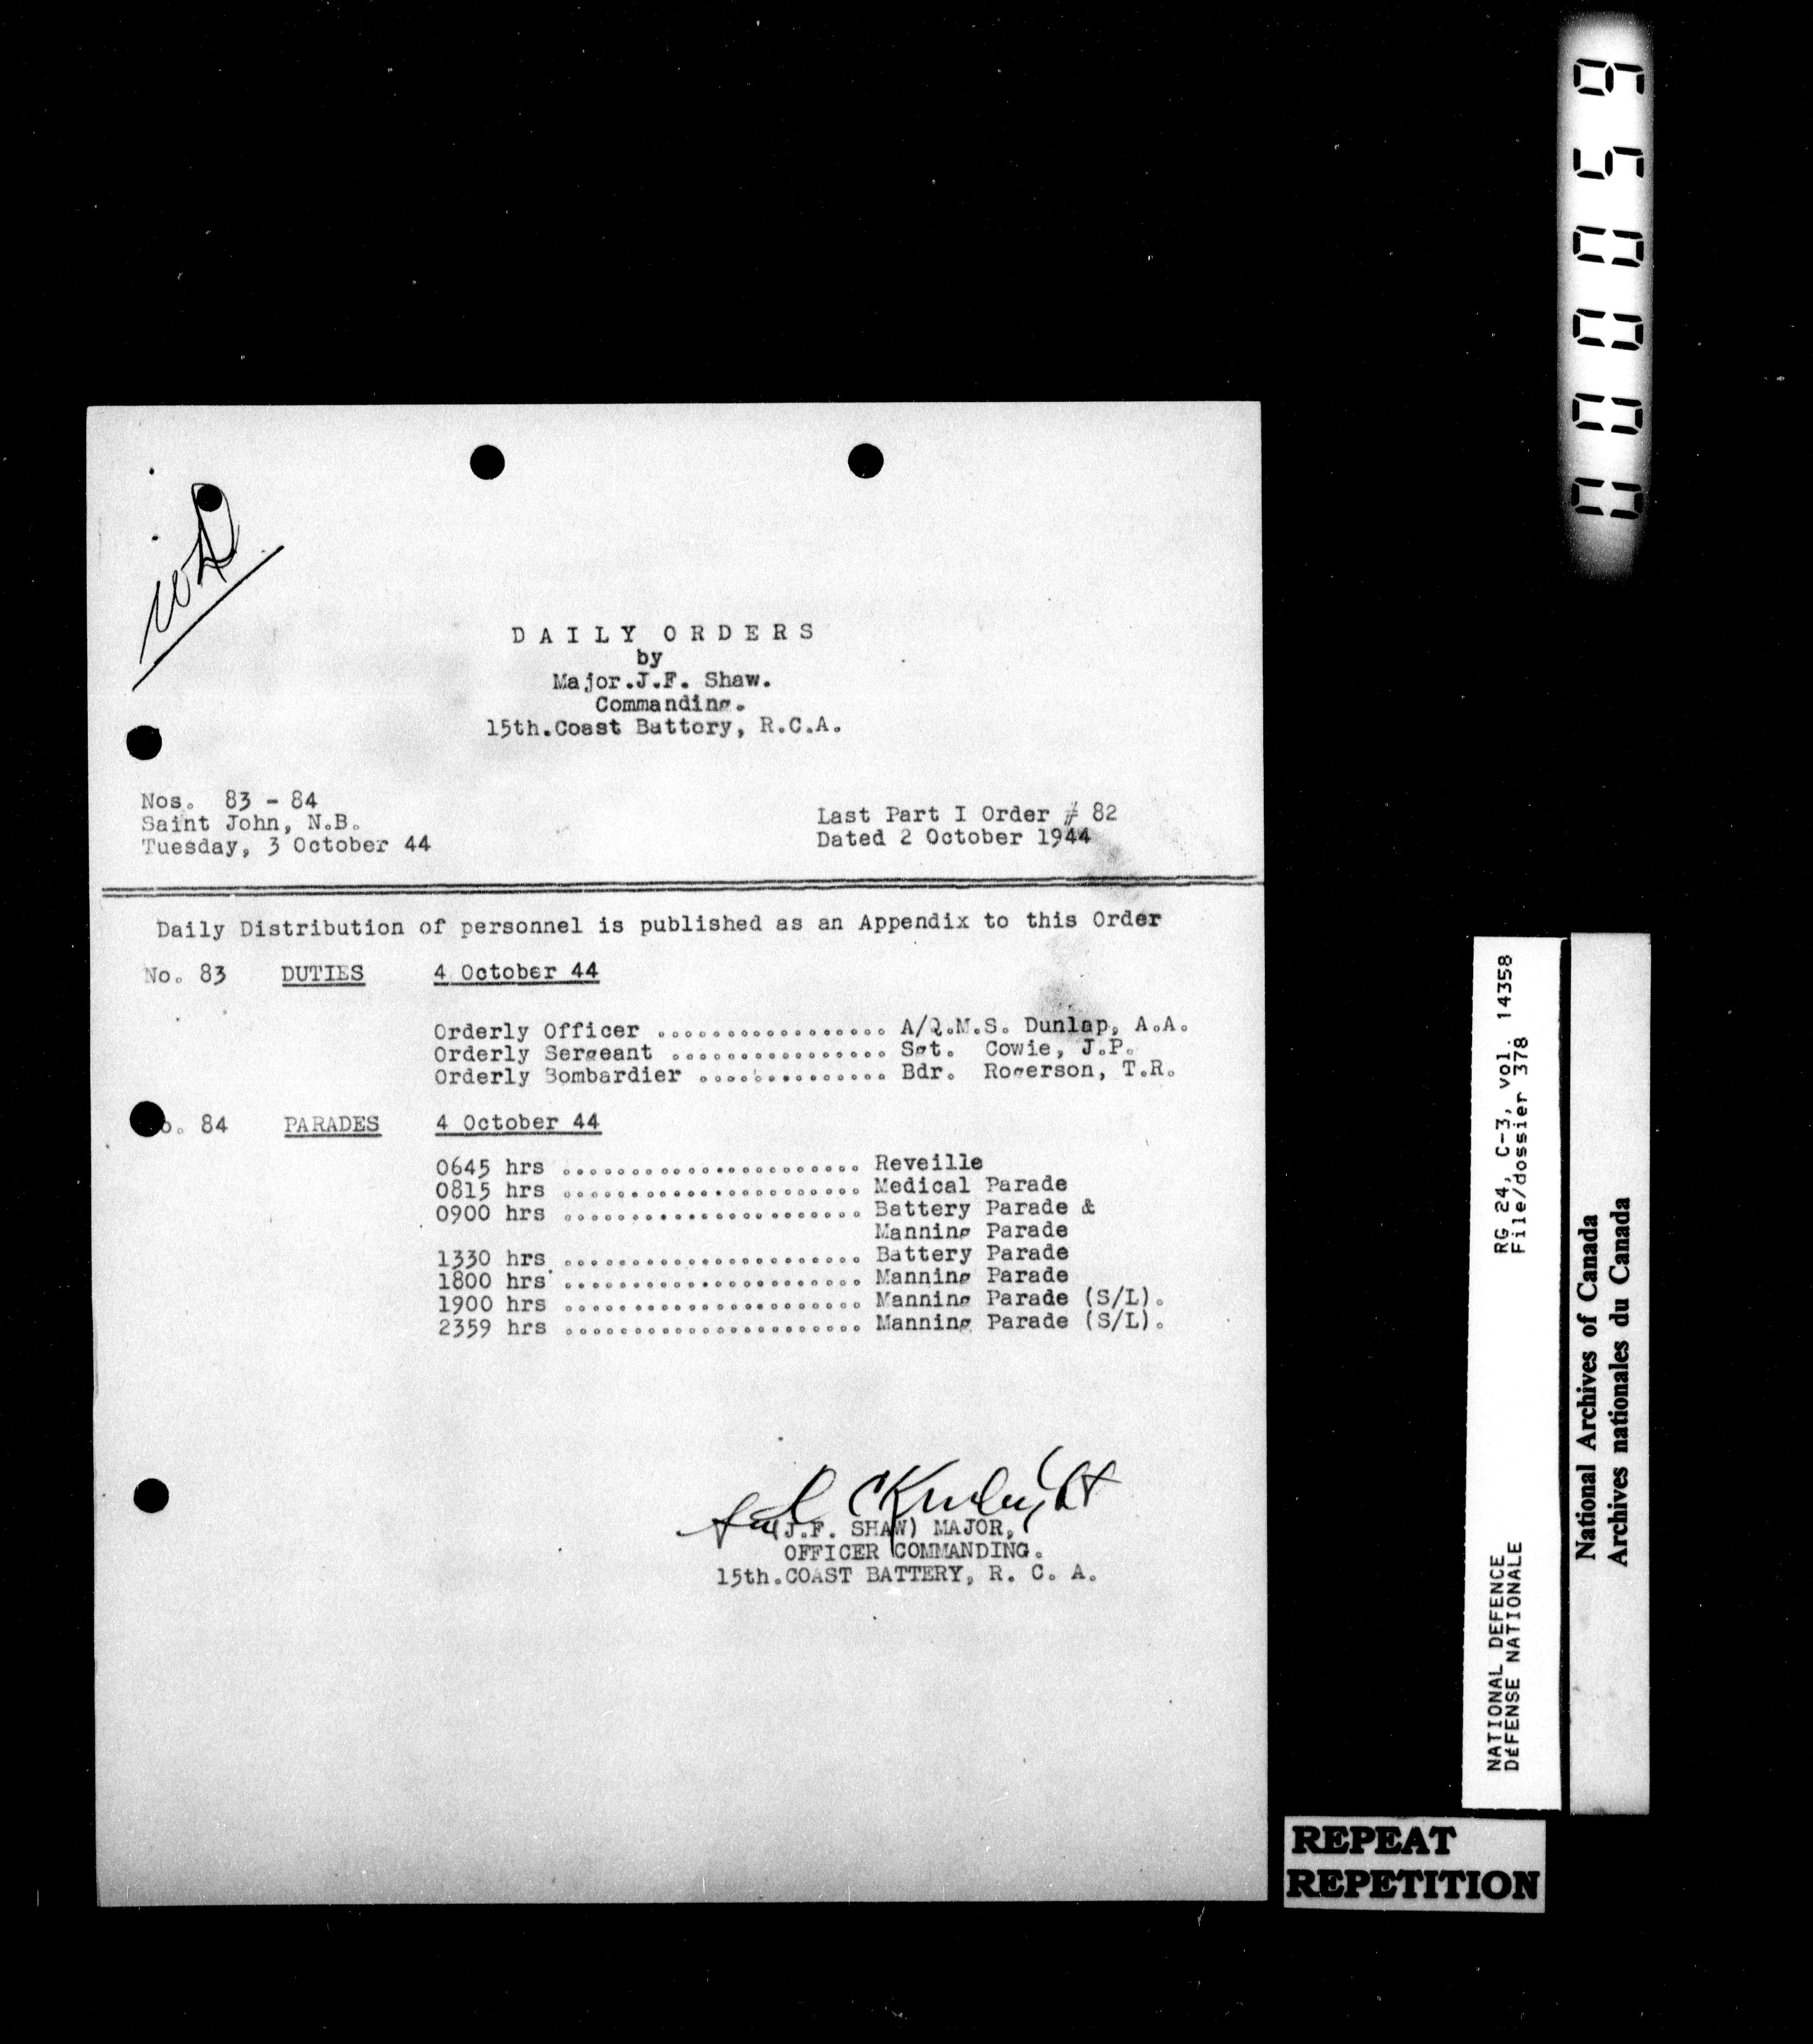 D A I L Y  O R D E R S
by
Major.J.F. Shaw.
Commanding.
15th.Coast Battery, R.C.A.
Nos. 83 - 84
Saint John, N.B.
Tuesday, 3 October 44
Last Part I Order # 82
Dated 2 October 1944
Daily Distribution of personnel is published as an Appendix to this Order
No. 83 DUTIES 4 October 44
Orderly Officer ................. A/Q.M.S. Dunlap, A.A.
Orderly Sergeant ................ Sgt. Cowie, J.P.
Orderly Bombardier .............. Bdr. Rogerson, T.R.
o. 84 PARADES 4 October 44
0645 hrs ...................... Reveille
0815 hrs ...................... Medical Parade
0900 hrs ...................... Battery Parade &
Manning Parade
1330 hrs ...................... Battery Parade
1800 hrs ...................... Manning Parade
1900 hrs ...................... Manning Parade (S/L).
2359 hrs ...................... Manning Parade (S/L).
(J.F. SHAW) MAJOR,
OFFICER COMMANDING.
15th.COAST BATTERY, R. C. A.
000059
NATIONAL DEFENCE RG 24, C-3, vol. 14358
DéFENSE NATIONALE File/dossier 378
National Archives of Canada
Archives nationales du Canada
REPEAT
REPETITION